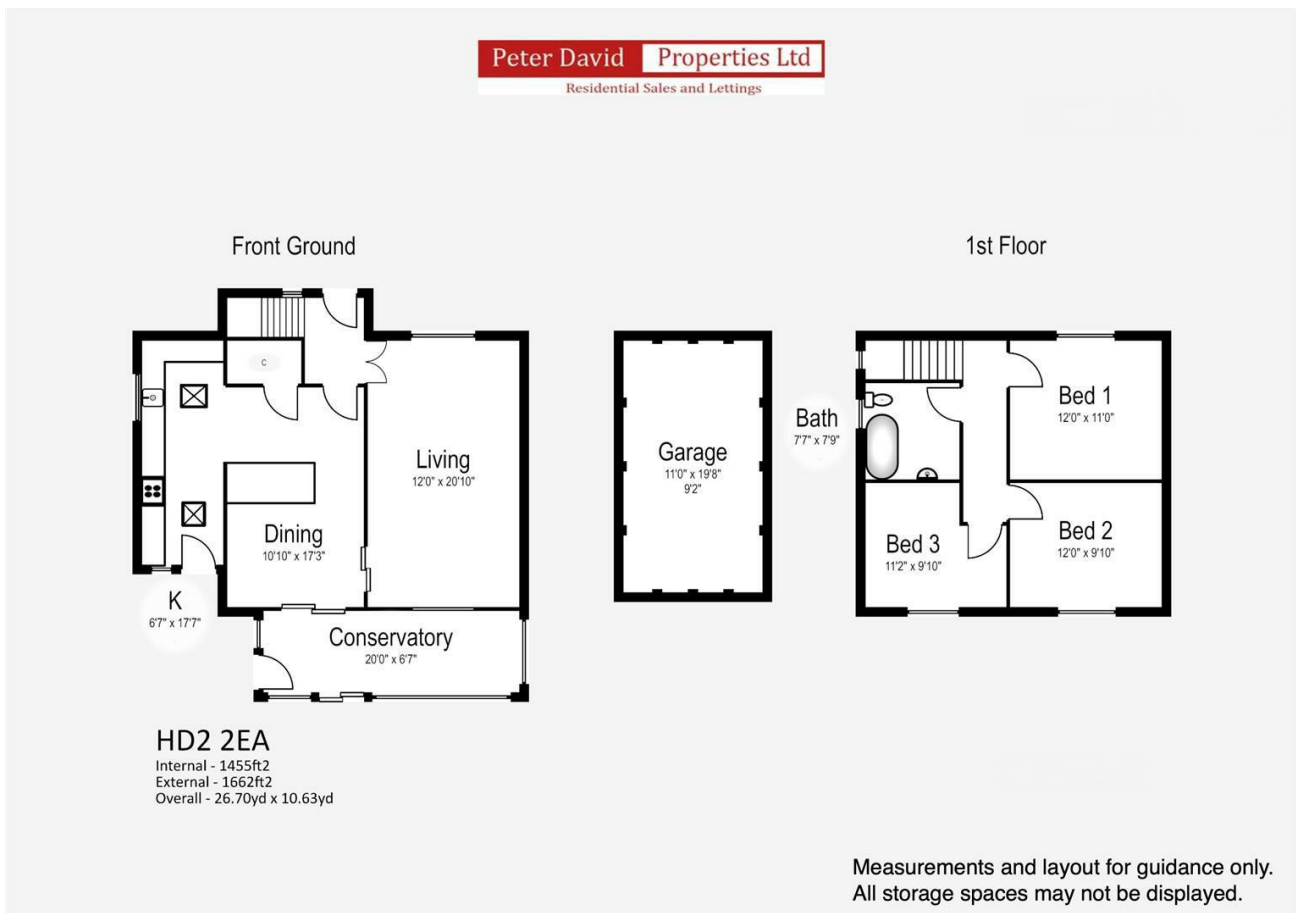 Peter David Properties Ltd
Residential Sales and Lettings
Front Ground
1st Floor
C
Living
12'0" x 20'10"
Dining
10'10" x 17'3"
K
6'7" x 17'7"
Conservatory
20'0" x 6'7"
Garage
11'0" x 19'8"
9'2"
Bath
7'7" x 7'9"
Bed 1
12'0" x 11'0"
Bed 2
12'0" x 9'10"
Bed 3
11'2" x 9'10"
HD2 2EA
Internal - 1455ft2
External - 1662ft2
Overall - 26.70yd x 10.63yd
Measurements and layout for guidance only.
All storage spaces may not be displayed.